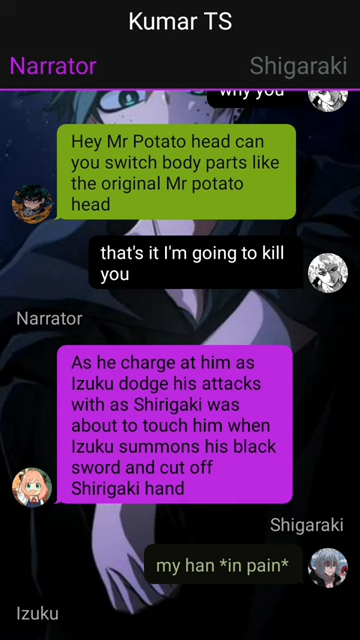 Kumar TS
Narrator
Shigaraki
why you
Hey Mr Potato head can
you switch body parts like
the original Mr potato
head
that's it I'm going to kill
you
Narrator
As he charge at him as
Izuku dodge his attacks
with as Shirigaki was
about to touch him when
Izuku summons his black
sword and cut off
Shirigaki hand
Shigaraki
my han *in pain*
Izuku